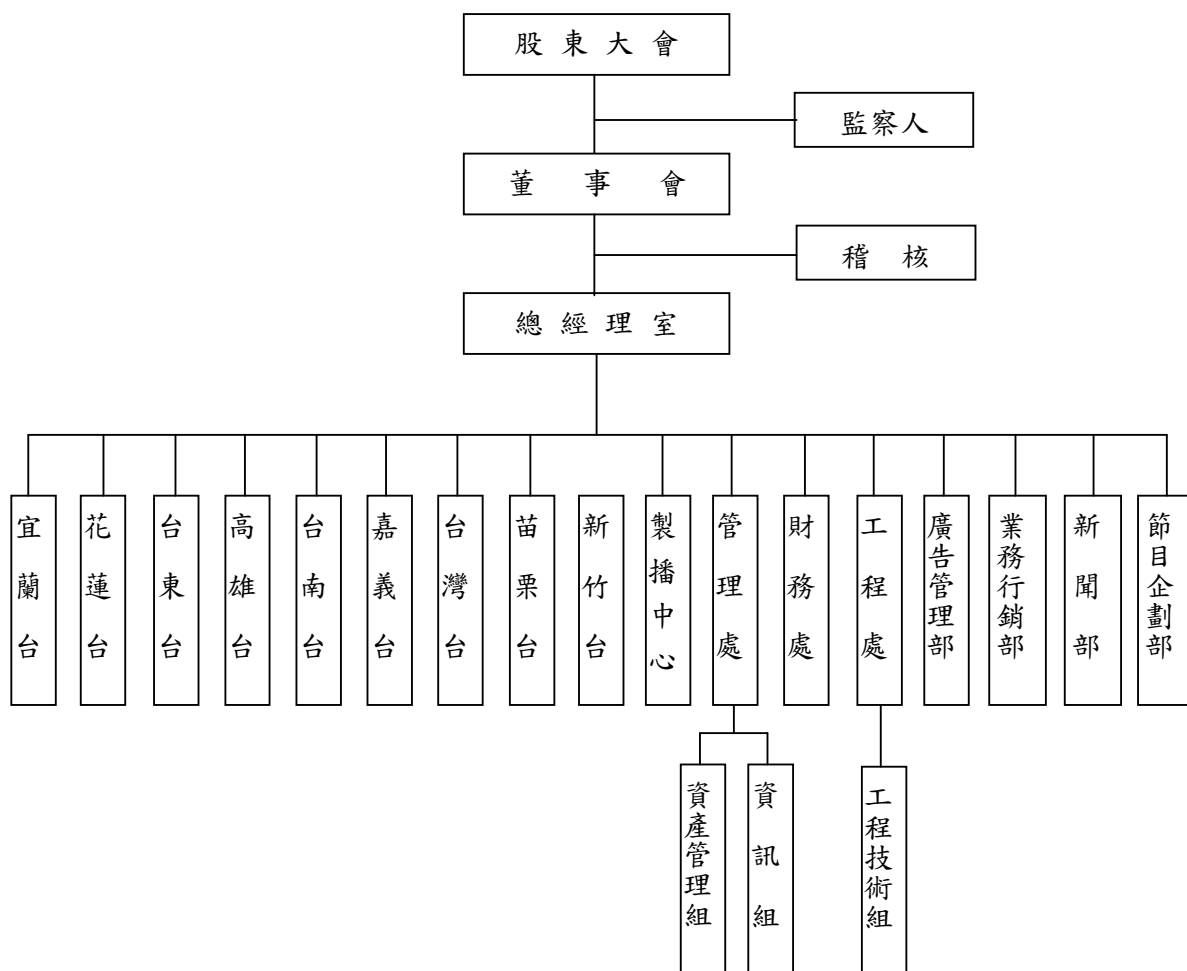 股東大會
監察人
董事會
稽核
總經理室
宜蘭台
花蓮台
台東台
高雄台
台南台
嘉義台
台灣台
苗栗台
新竹台
製播中心
管理處
財務處
工程處
廣告管理部
業務行銷部
新聞部
節目企劃部
資產管理組
資訊組
工程技術組